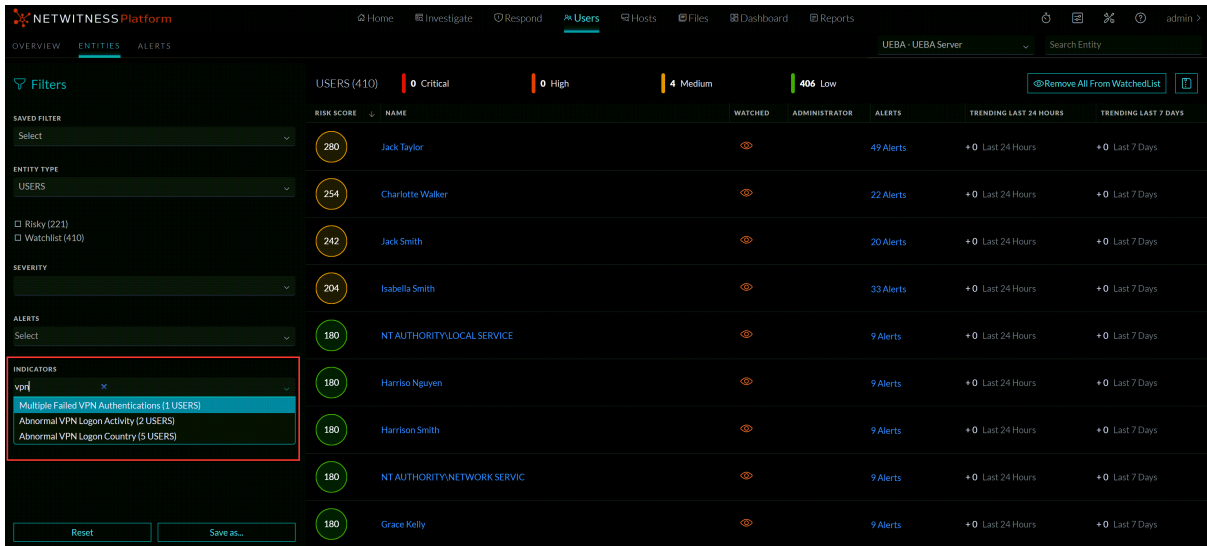 NETWITNESS Platform Home Investigate Respond Users Hosts Files Dashboard Reports admin >
OVERVIEW ENTITIES ALERTS UEBA - UEBA Server Search Entity
Filters
USERS (410) 0 Critical 0 High 4 Medium 406 Low Remove All From WatchedList
SAVED FILTER
Select
ENTITY TYPE
USERS
Risky (221)
Watchlist (410)
SEVERITY
ALERTS
Select
INDICATORS
vpn
Multiple Failed VPN Authentications (1 USERS)
Abnormal VPN Logon Activity (2 USERS)
Abnormal VPN Logon Country (5 USERS)
Reset Save as...
RISK SCORE ↓ NAME WATCHED ADMINISTRATOR ALERTS TRENDING LAST 24 HOURS TRENDING LAST 7 DAYS
280 Jack Taylor 49 Alerts +0 Last 24 Hours +0 Last 7 Days
254 Charlotte Walker 22 Alerts +0 Last 24 Hours +0 Last 7 Days
242 Jack Smith 20 Alerts +0 Last 24 Hours +0 Last 7 Days
204 Isabella Smith 33 Alerts +0 Last 24 Hours +0 Last 7 Days
180 NT AUTHORITY\LOCAL SERVICE 9 Alerts +0 Last 24 Hours +0 Last 7 Days
180 Harriso Nguyen 9 Alerts +0 Last 24 Hours +0 Last 7 Days
180 Harrison Smith 9 Alerts +0 Last 24 Hours +0 Last 7 Days
180 NT AUTHORITY\NETWORK SERVIC 9 Alerts +0 Last 24 Hours +0 Last 7 Days
180 Grace Kelly 9 Alerts +0 Last 24 Hours +0 Last 7 Days